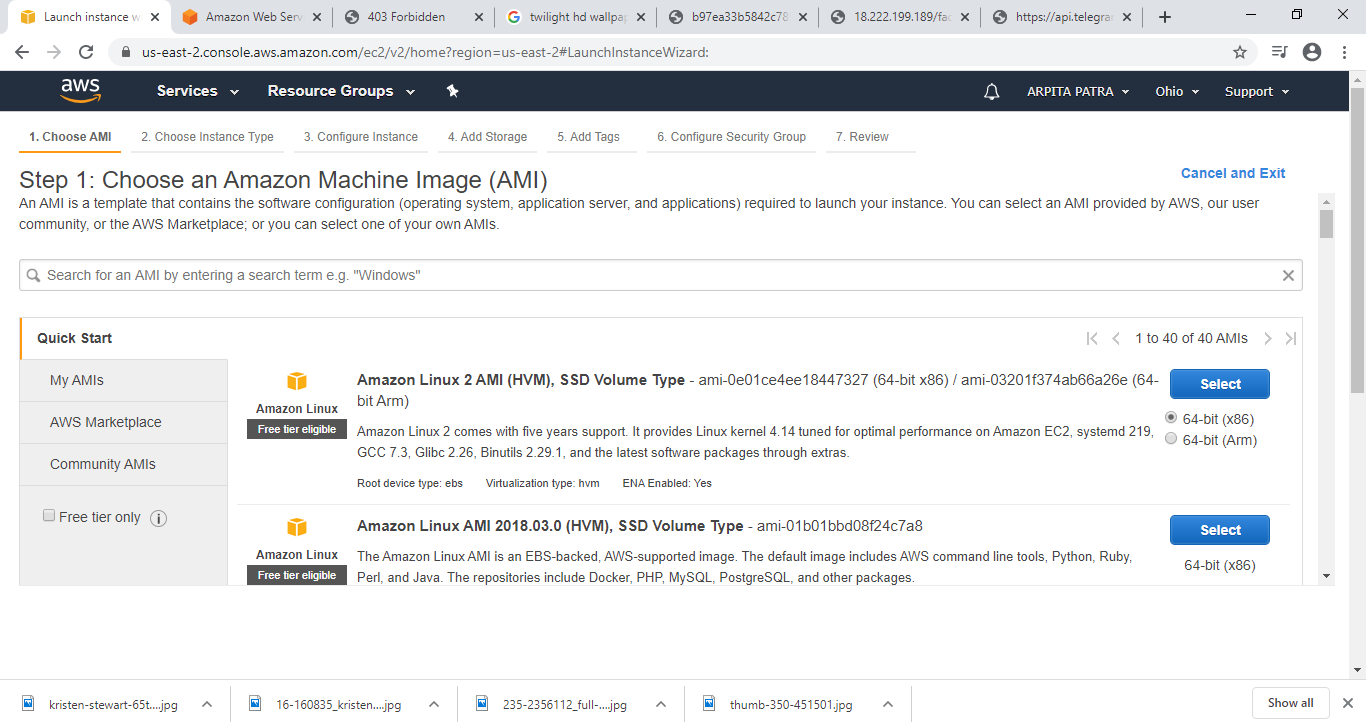 Launch instance w
Amazon Web Serv
403 Forbidden
twilight hd wallpap
b97ea33b5842c78
18.222.199.189/fac
https://api.telegra
us-east-2.console.aws.amazon.com/ec2/v2/home?region=us-east-2#LaunchInstanceWizard:
aws
Services
Resource Groups
ARPITA PATRA
Ohio
Support
1. Choose AMI
2. Choose Instance Type
3. Configure Instance
4. Add Storage
5. Add Tags
6. Configure Security Group
7. Review
Step 1: Choose an Amazon Machine Image (AMI)
Cancel and Exit
An AMI is a template that contains the software configuration (operating system, application server, and applications) required to launch your instance. You can select an AMI provided by AWS, our user
community, or the AWS Marketplace; or you can select one of your own AMIs.
Search for an AMI by entering a search term e.g. "Windows"
Quick Start
1 to 40 of 40 AMIs
My AMIs
AWS Marketplace
Community AMIs
Free tier only
Amazon Linux
Free tier eligible
Amazon Linux 2 AMI (HVM), SSD Volume Type - ami-0e01ce4ee18447327 (64-bit x86) / ami-03201f374ab66a26e (64-
bit Arm)
Amazon Linux 2 comes with five years support. It provides Linux kernel 4.14 tuned for optimal performance on Amazon EC2, systemd 219,
GCC 7.3, Glibc 2.26, Binutils 2.29.1, and the latest software packages through extras.
Root device type: ebs Virtualization type: hvm ENA Enabled: Yes
Select
64-bit (x86)
64-bit (Arm)
Amazon Linux
Free tier eligible
Amazon Linux AMI 2018.03.0 (HVM), SSD Volume Type - ami-01b01bbd08f24c7a8
The Amazon Linux AMI is an EBS-backed, AWS-supported image. The default image includes AWS command line tools, Python, Ruby,
Perl, and Java. The repositories include Docker, PHP, MySQL, PostgreSQL, and other packages.
Select
64-bit (x86)
kristen-stewart-65t....jpg
16-160835_kristen....jpg
235-2356112_full-....jpg
thumb-350-451501.jpg
Show all